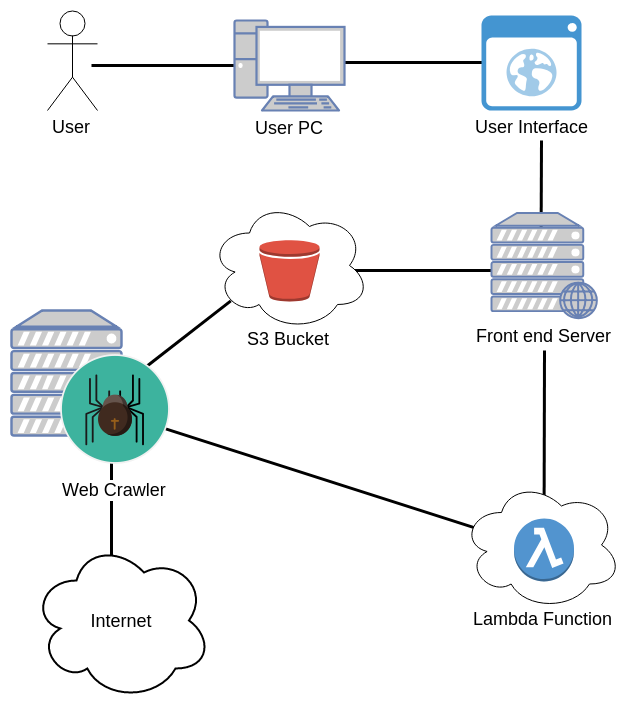 User
User PC
User Interface
S3 Bucket
Front end Server
Web Crawler
Internet
Lambda Function